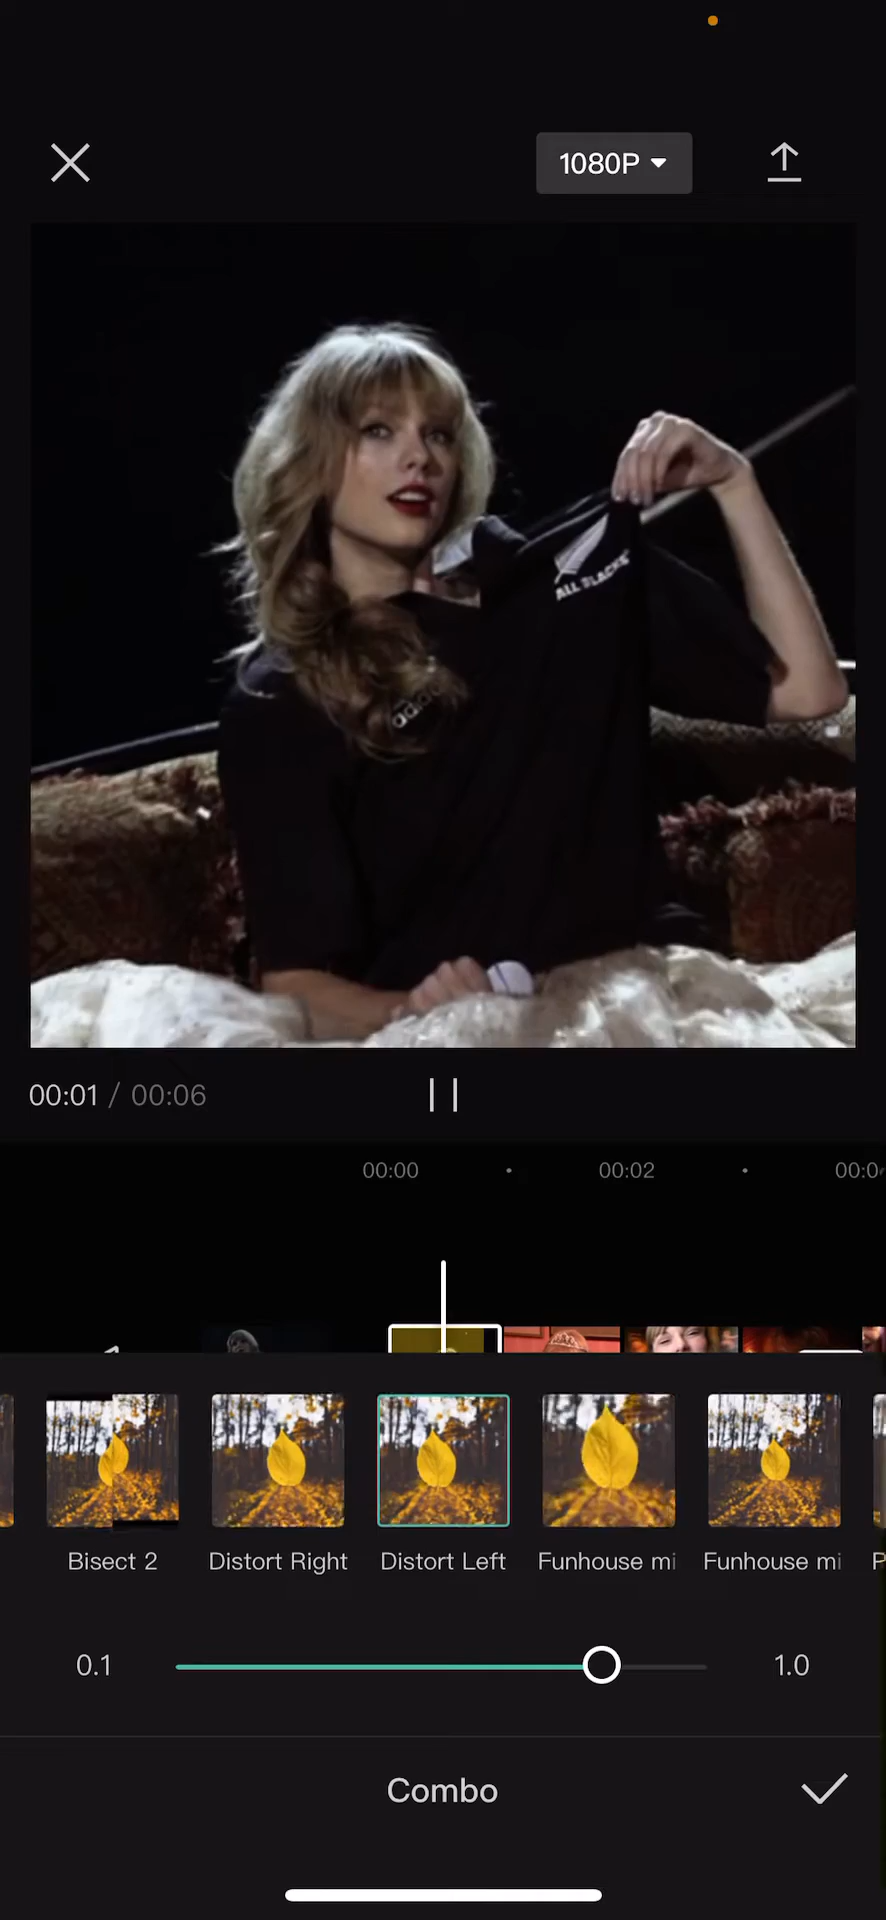 1080P
ALL BLACKS
adidas
00:01 / 00:06
00:00
00:02
Bisect 2
Distort Right
Distort Left
Funhouse mi
Funhouse mi
P
0.1
1.0
Combo